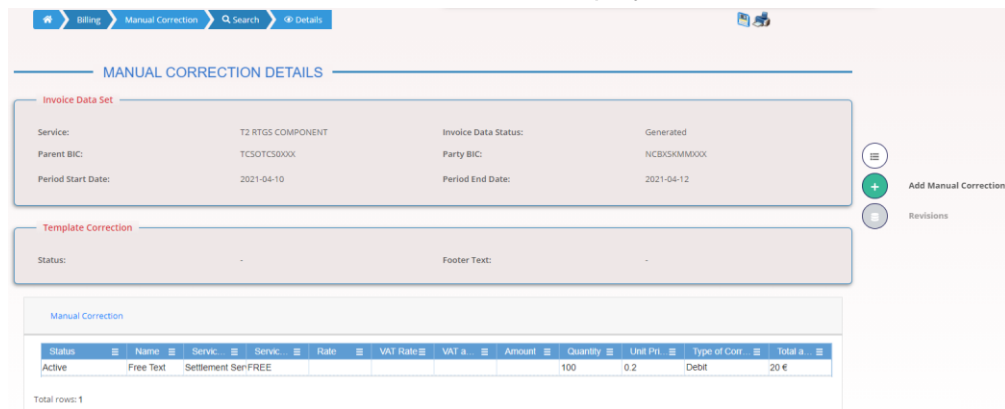 Billing Manual Correction Search Details
MANUAL CORRECTION DETAILS
Invoice Data Set
Service: T2 RTGS COMPONENT Invoice Data Status: Generated
Parent BIC: TCSOTCS0XXX Party BIC: NCBXSKMMXXX
Period Start Date: 2021-04-10 Period End Date: 2021-04-12
Add Manual Correction
Revisions
Template Correction
Status: - Footer Text: -
Manual Correction
Status Name Servic... Servic... Rate VAT Rate VAT a... Amount Quantity Unit Pri... Type of Corr... Total a...
Active Free Text Settlement Ser FREE 100 0.2 Debit 20 €
Total rows: 1